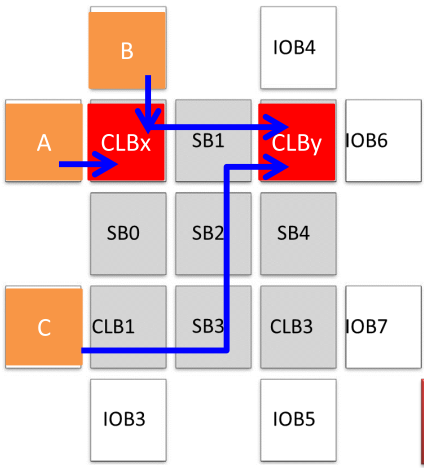 B
IOB4
A
CLBx
SB1
CLBy
IOB6
SB0
SB2
SB4
C
CLB1
SB3
CLB3
IOB7
IOB3
IOB5